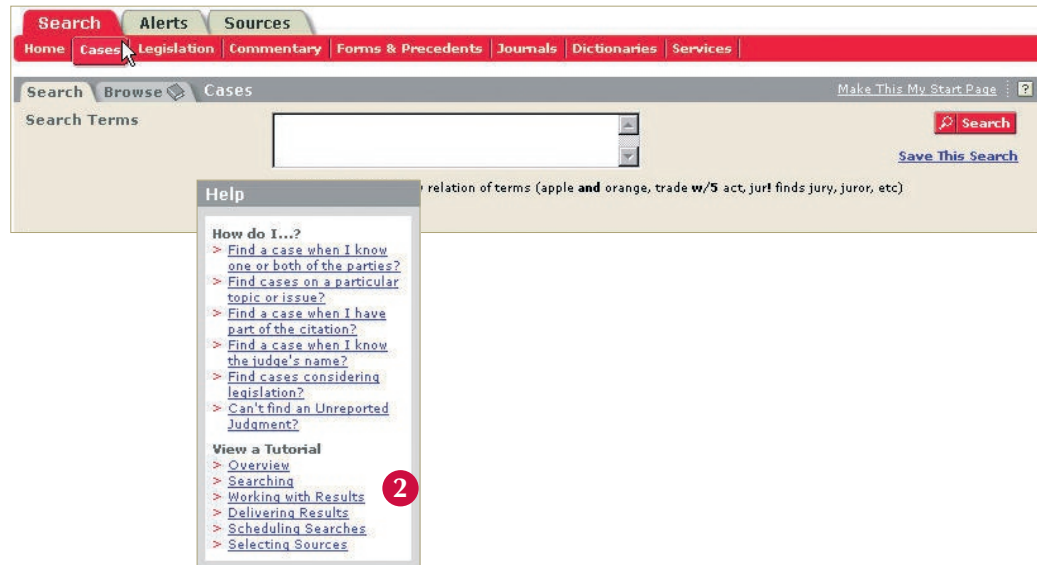 Search Alerts Sources
Home Cases Legislation Commentary Forms & Precedents Journals Dictionaries Services
Search Browse Cases Make This My Start Page ?
Search Terms Search
Save This Search
relation of terms (apple and orange, trade w/5 act, jur! finds jury, juror, etc)
Help
How do I...?
> Find a case when I know
one or both of the parties?
> Find cases on a particular
topic or issue?
> Find a case when I have
part of the citation?
> Find a case when I know
the judge's name?
> Find cases considering
legislation?
> Can't find an Unreported
Judgment?
View a Tutorial
> Overview
> Searching
> Working with Results
2
> Delivering Results
> Scheduling Searches
> Selecting Sources